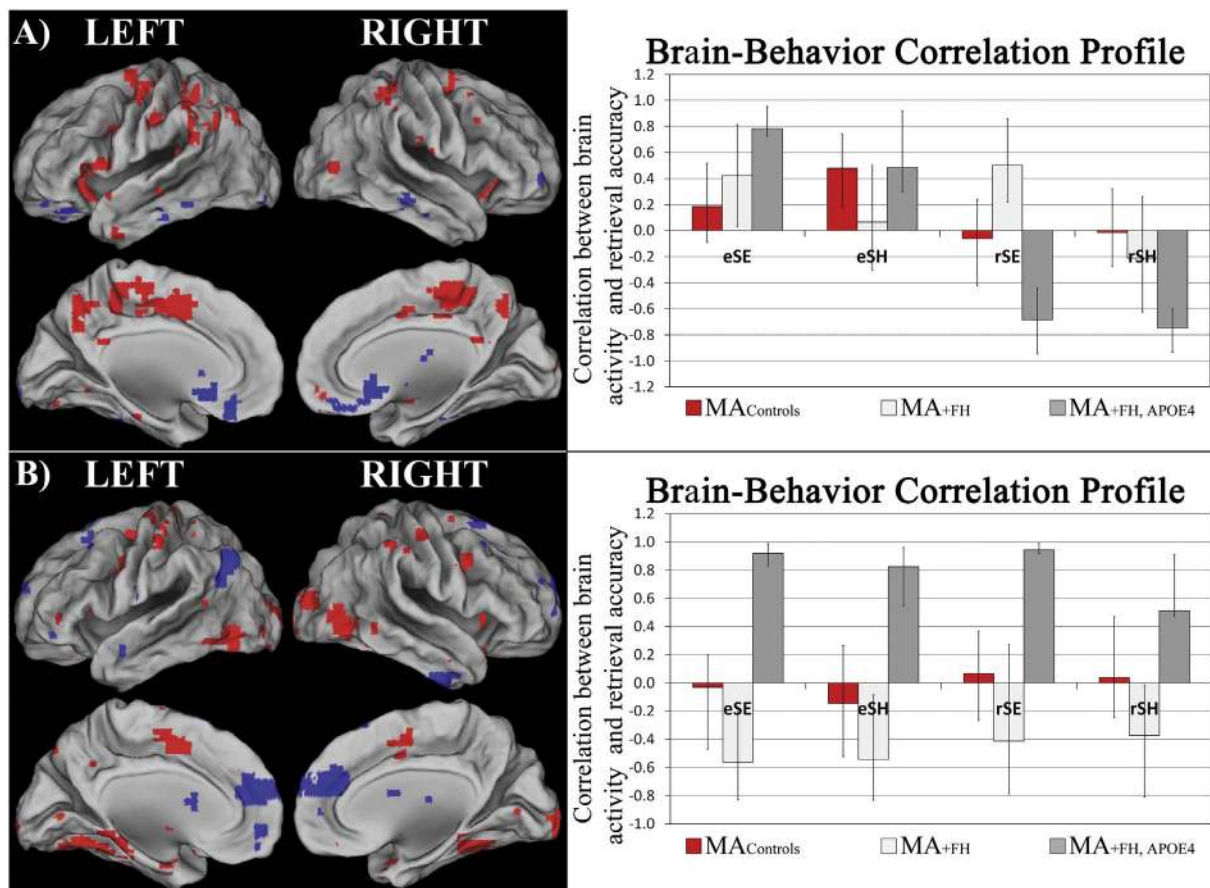 A) LEFT RIGHT
Brain-Behavior Correlation Profile
Correlation between brain
activity and retrieval accuracy
1.2
1.0
0.8
0.6
0.4
0.2
0.0
-0.2
-0.4
-0.6
-0.8
-1.0
-1.2
eSE eSH rSE rSH
MAControls MA+FH MA+FH, APOE4
B) LEFT RIGHT
Brain-Behavior Correlation Profile
Correlation between brain
activity and retrieval accuracy
1.2
1.0
0.8
0.6
0.4
0.2
0.0
-0.2
-0.4
-0.6
-0.8
-1.0
eSE eSH rSE rSH
MAControls MA+FH MA+FH, APOE4